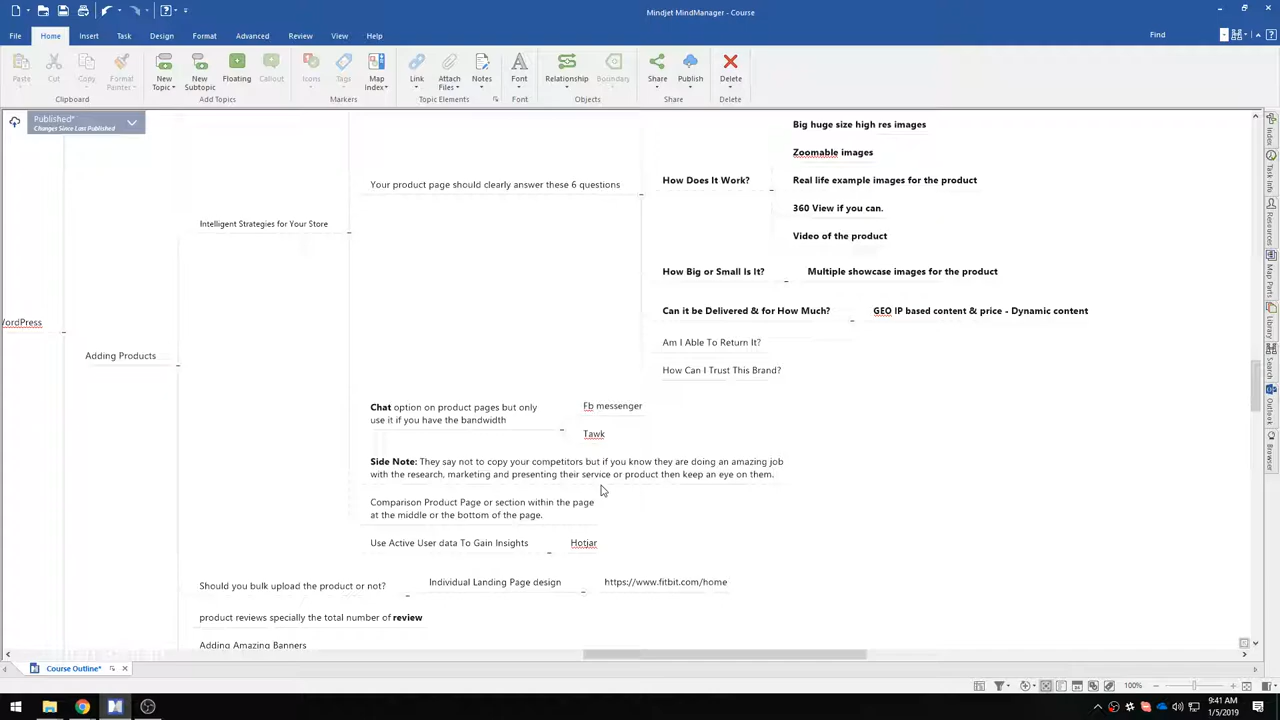 Mindjet MindManager - Course
File Home Insert Task Design Format Advanced Review View Help Find
Paste Cut Copy Format Painter New Topic New Subtopic Floating Callout Icons Tags Map Index Link Attach Files Notes Font Relationship Boundary Share Publish Delete
Clipboard Add Topics Markers Topic Elements Font Objects Share Delete
Published*
Changes Since Last Published
Big huge size high res images
Zoomable images
Your product page should clearly answer these 6 questions
How Does It Work?
Real life example images for the product
360 View if you can.
Intelligent Strategies for Your Store
Video of the product
How Big or Small Is It?
Multiple showcase images for the product
Can it be Delivered & for How Much?
GEO IP based content & price - Dynamic content
WordPress
Am I Able To Return It?
Adding Products
How Can I Trust This Brand?
Chat option on product pages but only
use it if you have the bandwidth
Fb messenger
Tawk
Side Note: They say not to copy your competitors but if you know they are doing an amazing job
with the research, marketing and presenting their service or product then keep an eye on them.
Comparison Product Page or section within the page
at the middle or the bottom of the page.
Use Active User data To Gain Insights
Hotjar
Should you bulk upload the product or not?
Individual Landing Page design
https://www.fitbit.com/home
product reviews specially the total number of review
Adding Amazing Banners
Index
Task Info
Resources
Map Parts
Library
Search
Outlook
Browser
Course Outline*
100%
9:41 AM
1/5/2019